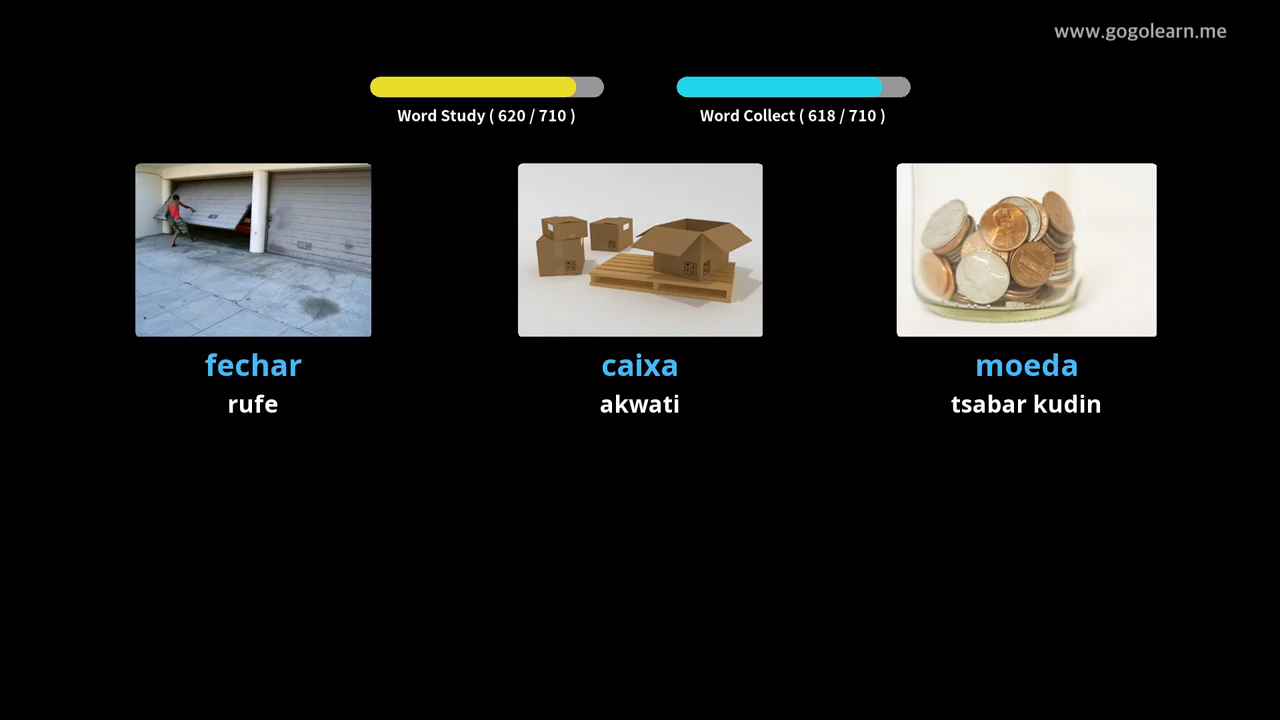 www.gogolearn.me
Word Study ( 620 / 710 )
Word Collect ( 618 / 710 )
fechar
rufe
caixa
akwati
moeda
tsabar kudin